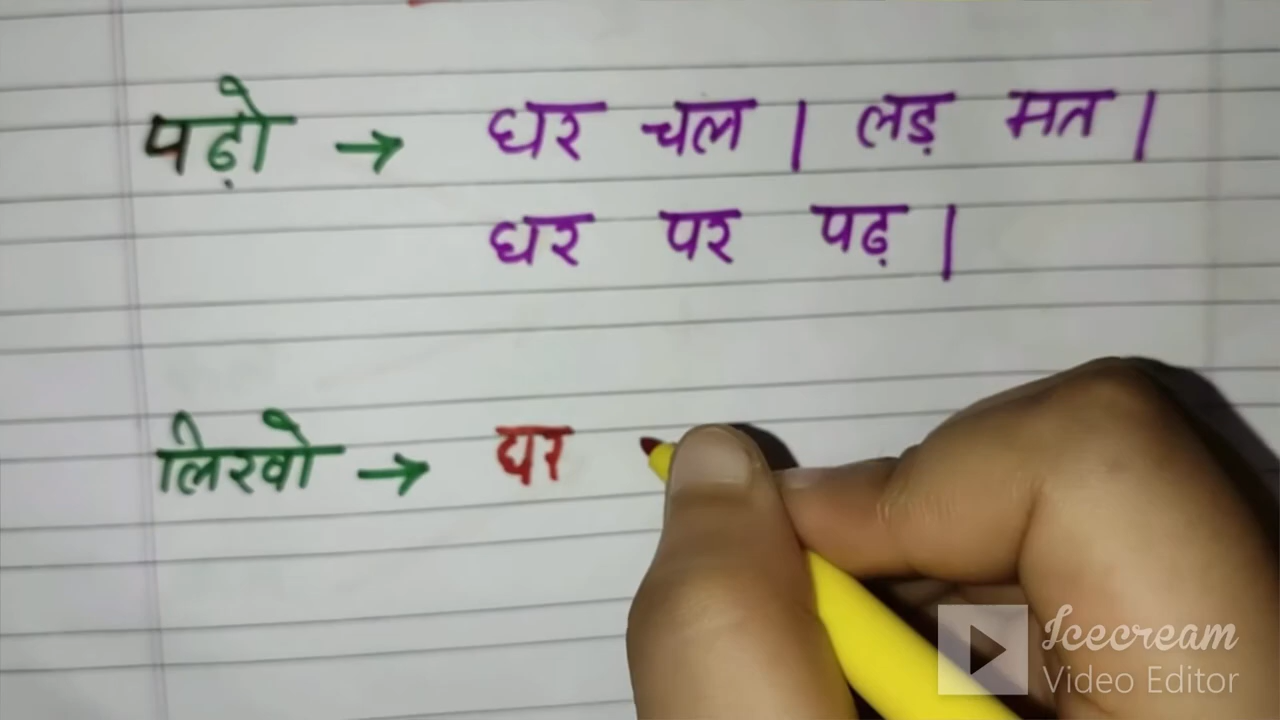 पढ़ो → घर चल | लड़ मत |
घर पर पढ़ |
लिखो → घर
Icecream
Video Editor